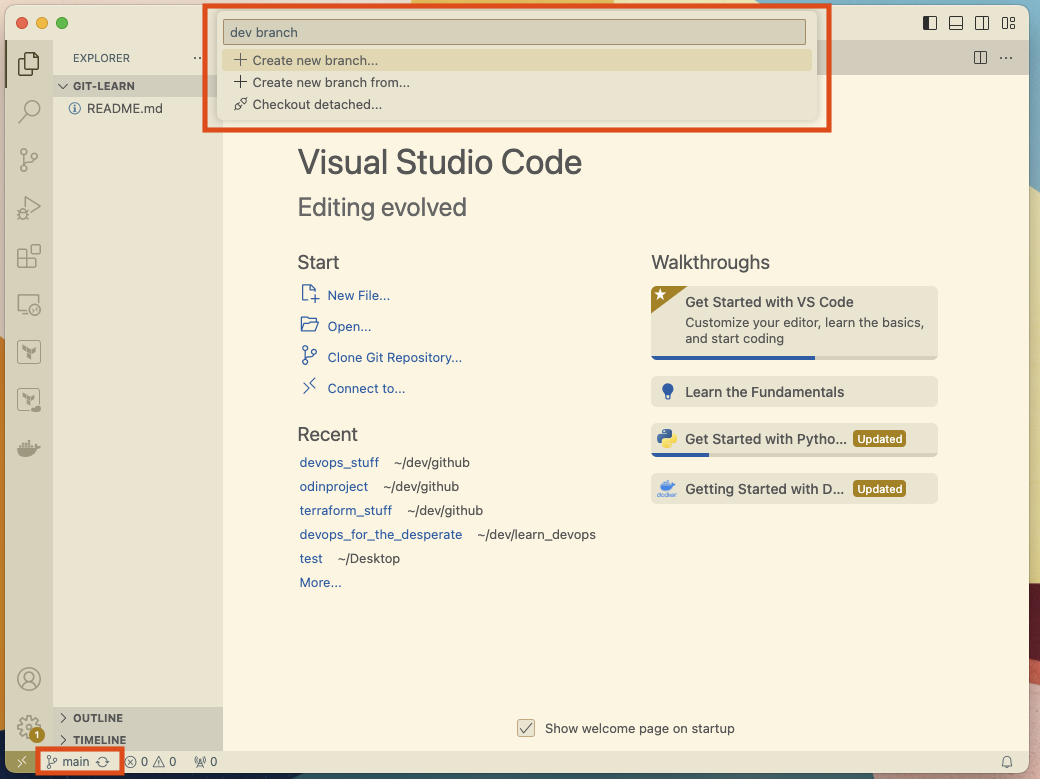 dev branch
Create new branch...
Create new branch from...
Checkout detached...
EXPLORER
GIT-LEARN
README.md
Visual Studio Code
Editing evolved
Start
New File...
Open...
Clone Git Repository...
Connect to...
Recent
devops_stuff ~/dev/github
odinproject ~/dev/github
terraform_stuff ~/dev/github
devops_for_the_desperate ~/dev/learn_devops
test ~/Desktop
More...
Walkthroughs
Get Started with VS Code
Customize your editor, learn the basics,
and start coding
Learn the Fundamentals
Get Started with Pytho... Updated
docker
Getting Started with D... Updated
Show welcome page on startup
1
OUTLINE
TIMELINE
main 0 0 0